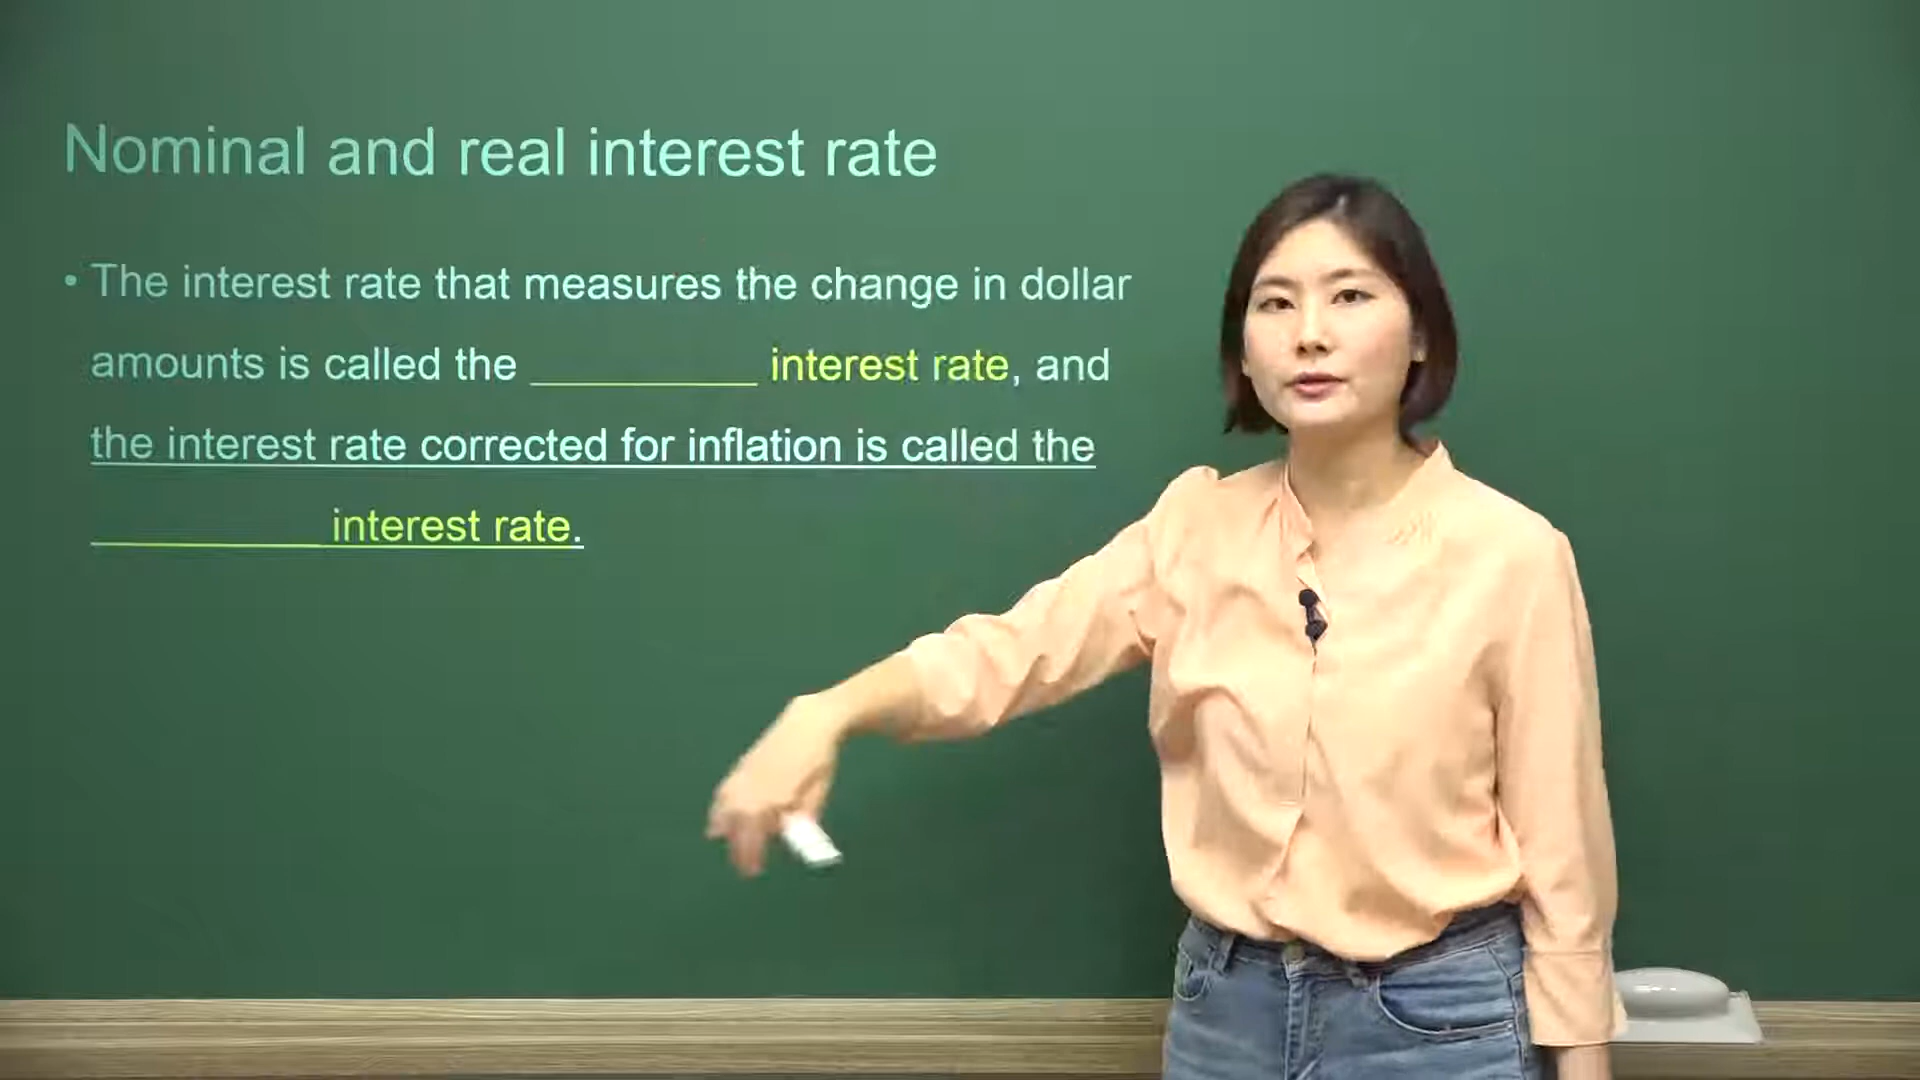 Nominal and real interest rate
• The interest rate that measures the change in dollar
amounts is called the __________ interest rate, and
the interest rate corrected for inflation is called the
__________ interest rate.